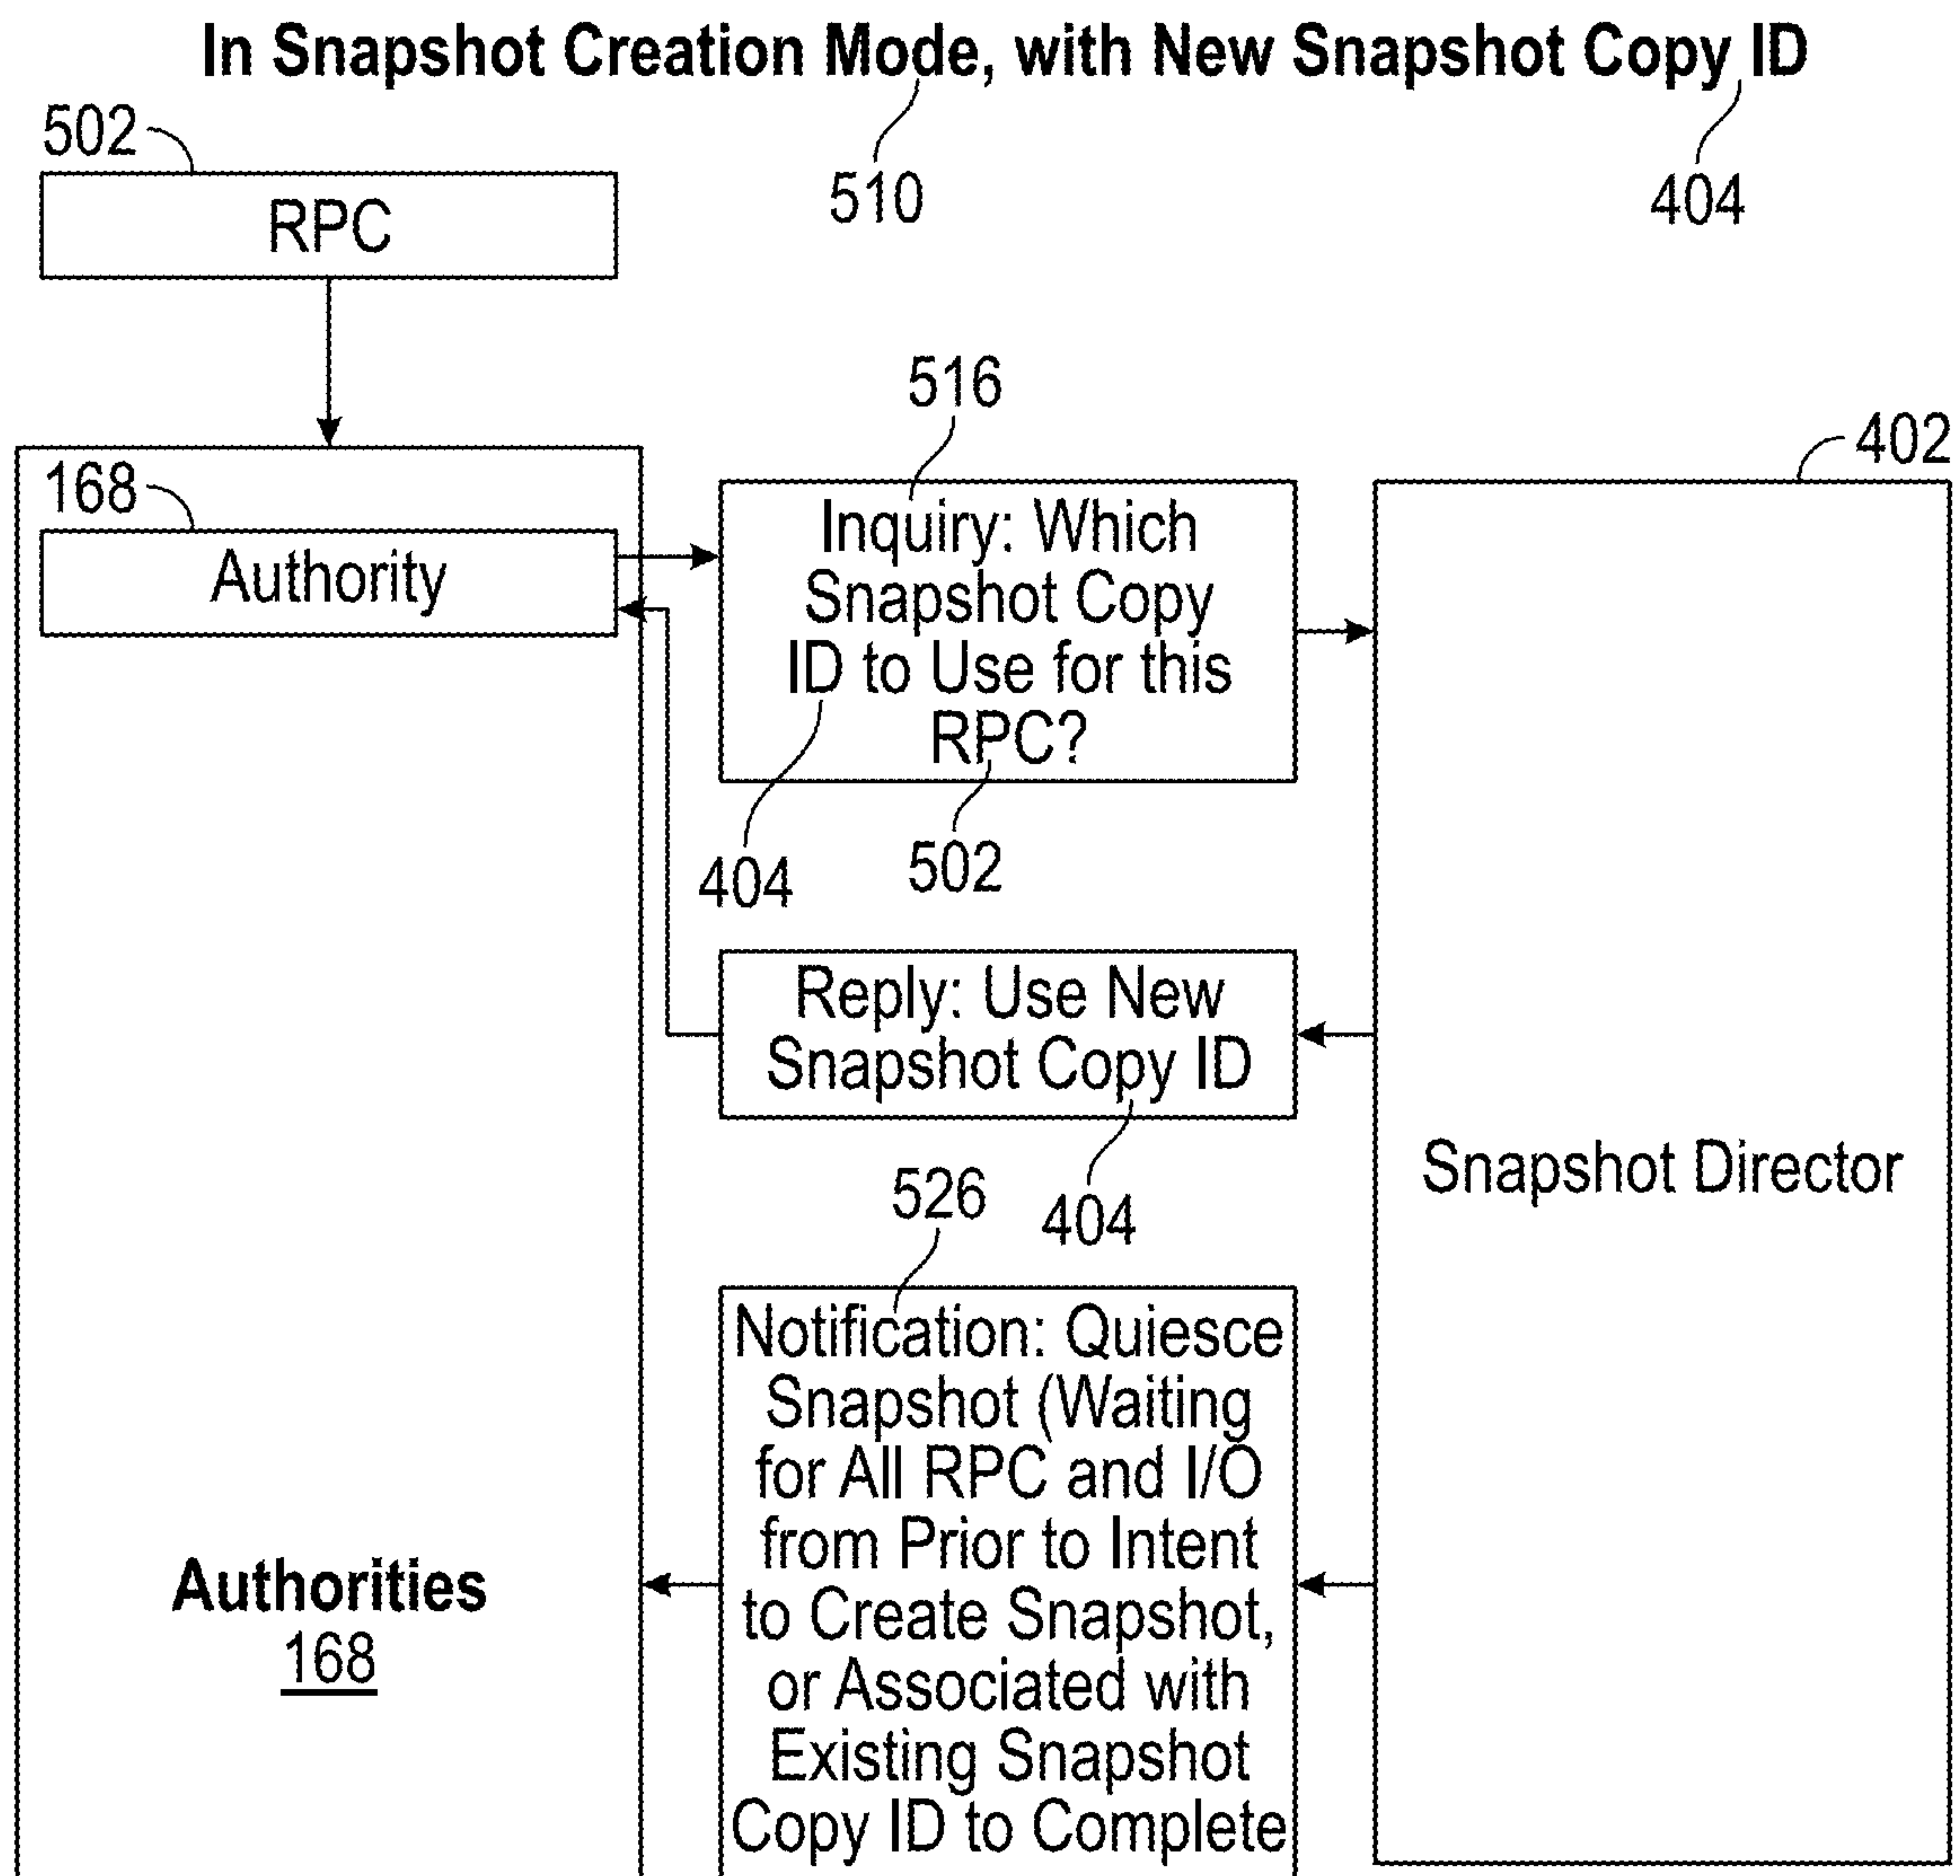 In Snapshot Creation Mode, with New Snapshot Copy ID
502
510
404
RPC
516
402
168
Authority
Inquiry: Which
Snapshot Copy
ID to Use for this
RPC?
404
502
Reply: Use New
Snapshot Copy ID
404
Snapshot Director
526
Notification: Quiesce
Snapshot (Waiting
for All RPC and I/O
from Prior to Intent
to Create Snapshot,
or Associated with
Existing Snapshot
Copy ID to Complete
Authorities
168